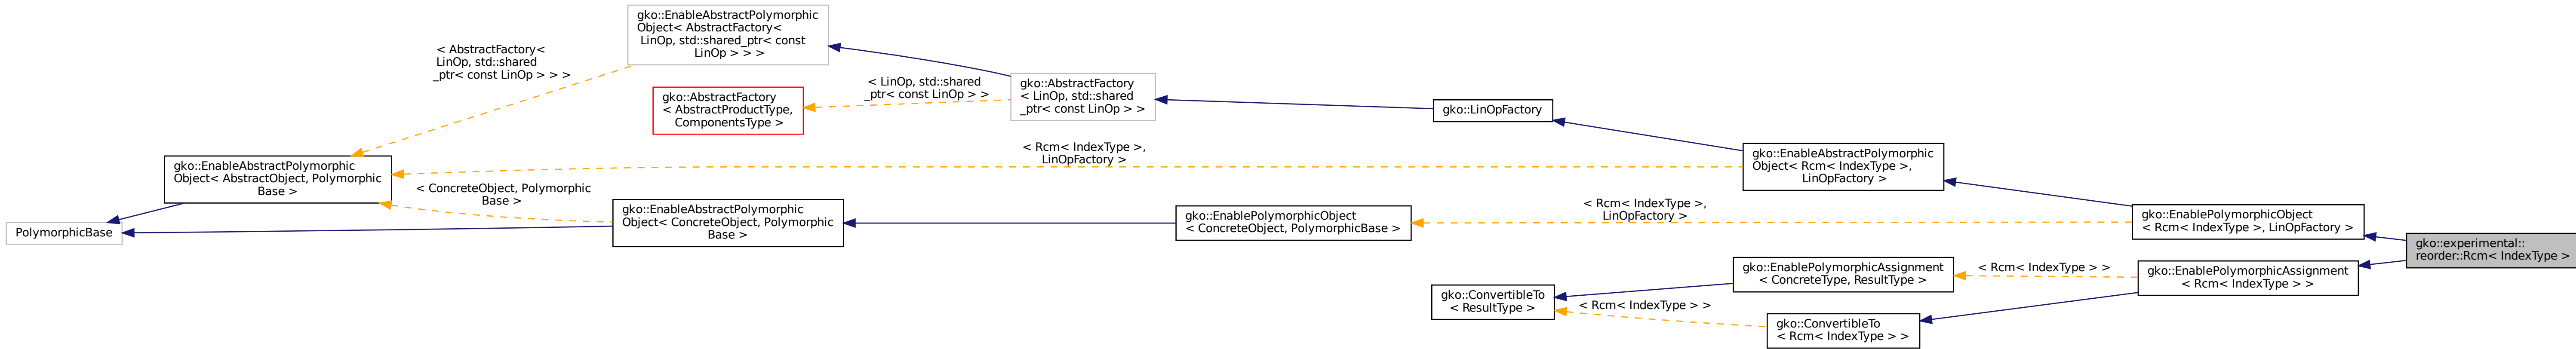 PolymorphicBase
gko::EnableAbstractPolymorphic
Object< AbstractObject, Polymorphic
Base >
< AbstractFactory<
LinOp, std::shared
_ptr< const LinOp > > >
< ConcreteObject, Polymorphic
Base >
gko::EnableAbstractPolymorphic
Object< AbstractFactory<
LinOp, std::shared_ptr< const
LinOp > > >
gko::AbstractFactory
< AbstractProductType,
ComponentsType >
gko::EnableAbstractPolymorphic
Object< ConcreteObject, Polymorphic
Base >
< LinOp, std::shared
_ptr< const LinOp > >
gko::AbstractFactory
< LinOp, std::shared
_ptr< const LinOp > >
< Rcm< IndexType >,
LinOpFactory >
gko::EnablePolymorphicObject
< ConcreteObject, PolymorphicBase >
gko::LinOpFactory
gko::ConvertibleTo
< ResultType >
< Rcm< IndexType >,
LinOpFactory >
< Rcm< IndexType > >
gko::EnableAbstractPolymorphic
Object< Rcm< IndexType >,
LinOpFactory >
gko::EnablePolymorphicAssignment
< ConcreteType, ResultType >
gko::ConvertibleTo
< Rcm< IndexType > >
< Rcm< IndexType > >
gko::EnablePolymorphicObject
< Rcm< IndexType >, LinOpFactory >
gko::EnablePolymorphicAssignment
< Rcm< IndexType > >
gko::experimental::
reorder::Rcm< IndexType >